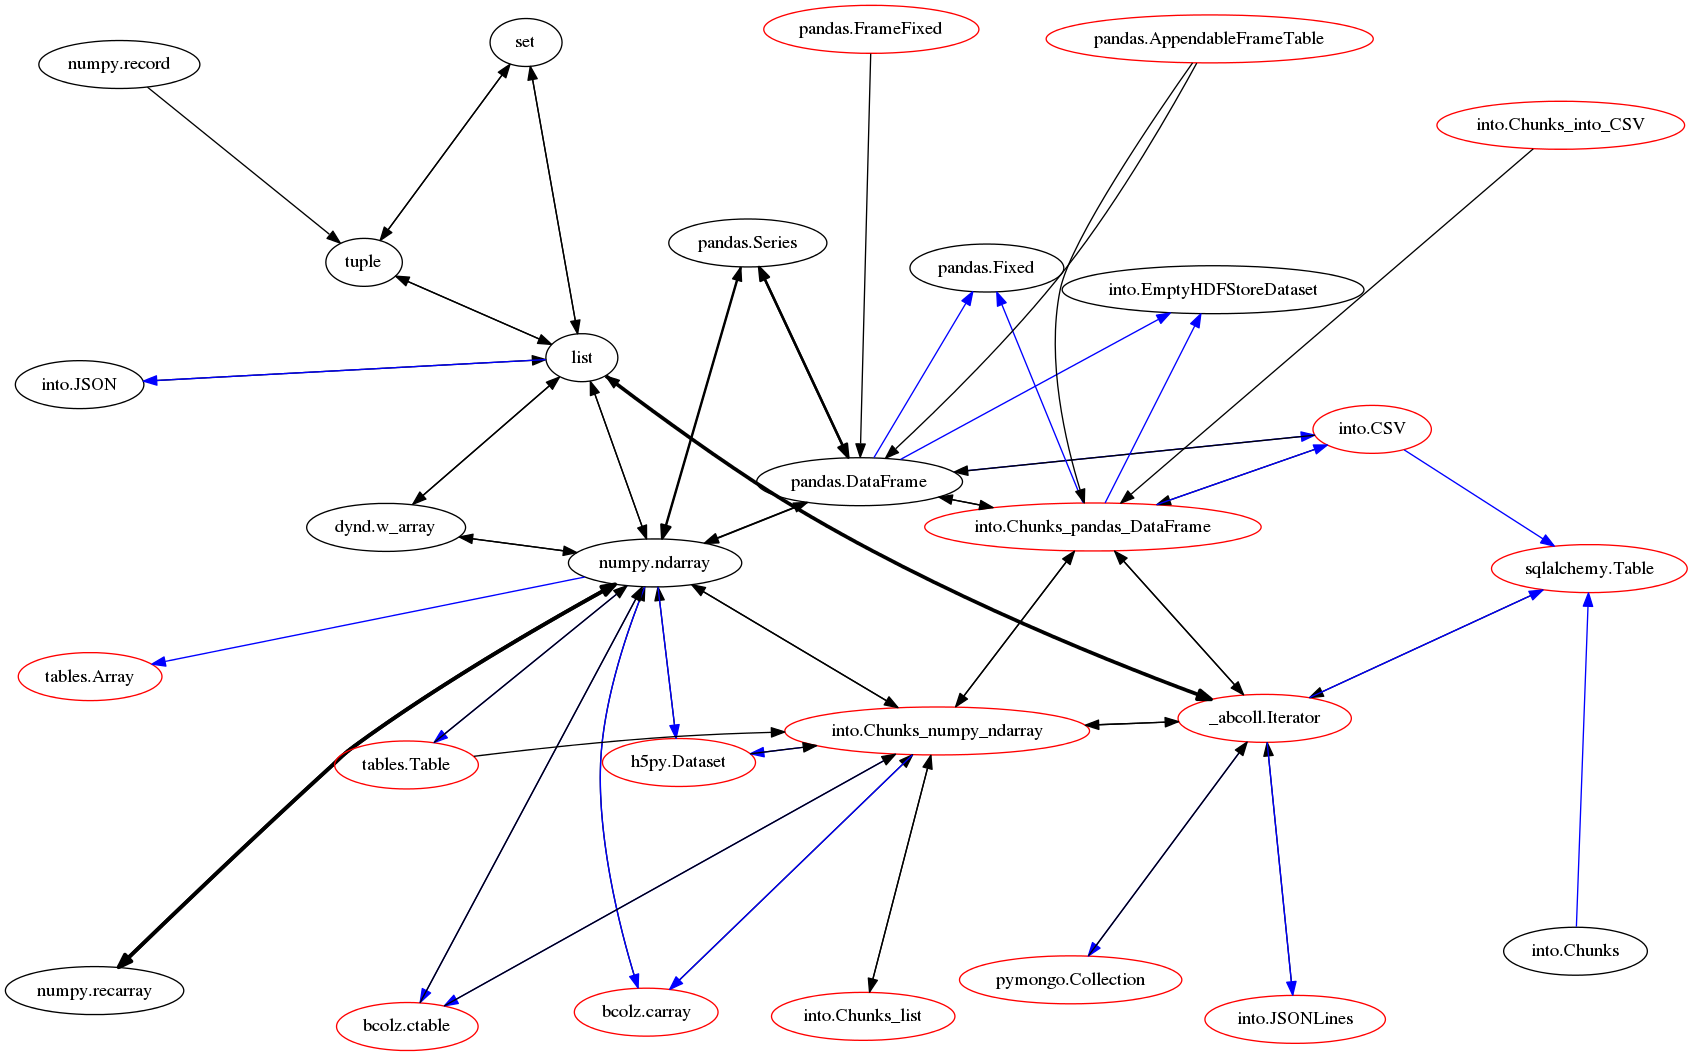 pandas.FrameFixed
pandas.AppendableFrameTable
set
numpy.record
into.Chunks_into_CSV
pandas.Series
tuple
pandas.Fixed
into.EmptyHDFStoreDataset
list
into.JSON
into.CSV
pandas.DataFrame
dynd.w_array
into.Chunks_pandas_DataFrame
numpy.ndarray
sqlalchemy.Table
tables.Array
_abcoll.Iterator
into.Chunks_numpy_ndarray
tables.Table
h5py.Dataset
into.Chunks
pymongo.Collection
numpy.recarray
bcolz.carray
into.Chunks_list
into.JSONLines
bcolz.ctable